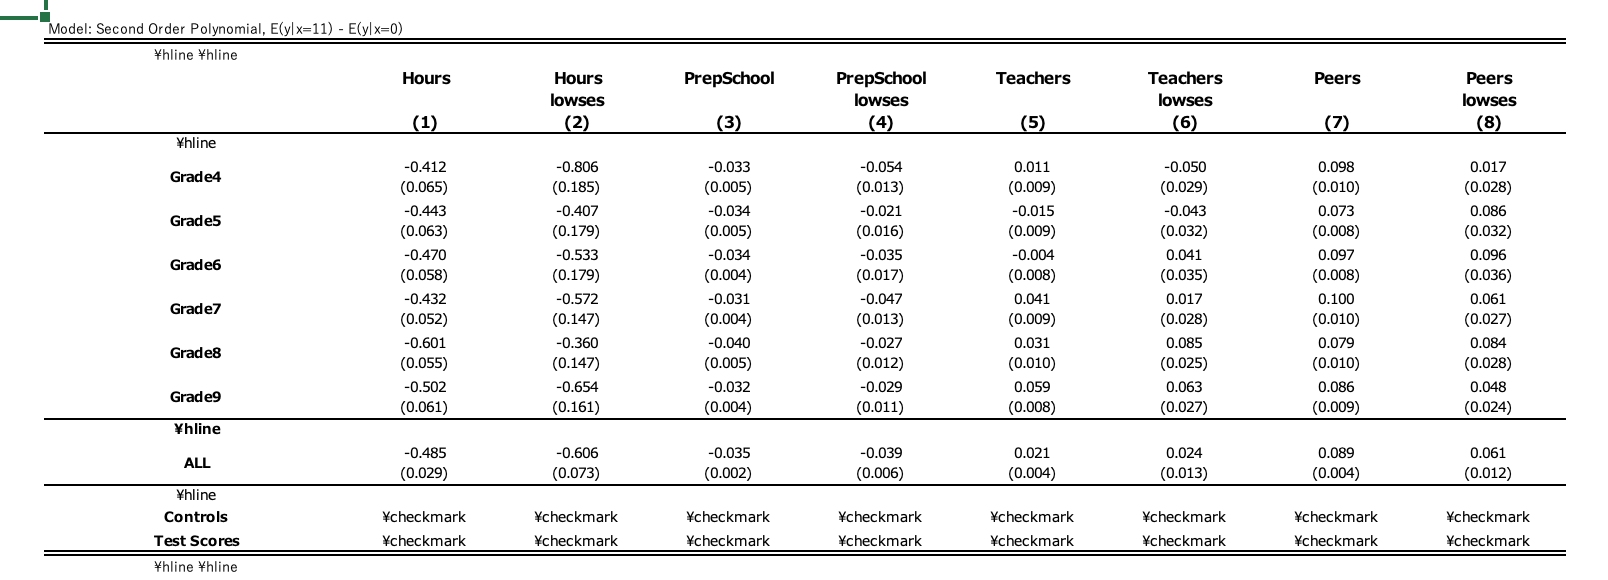 Model: Second Order Polynomial, E(y|x=11) - E(y|x=0)
¥hline ¥hline
Hours Hours PrepSchool PrepSchool Teachers Teachers Peers Peers
lowses lowses lowses lowses
(1) (2) (3) (4) (5) (6) (7) (8)
¥hline
Grade4 -0.412 -0.806 -0.033 -0.054 0.011 -0.050 0.098 0.017
(0.065) (0.185) (0.005) (0.013) (0.009) (0.029) (0.010) (0.028)
Grade5 -0.443 -0.407 -0.034 -0.021 -0.015 -0.043 0.073 0.086
(0.063) (0.179) (0.005) (0.016) (0.009) (0.032) (0.008) (0.032)
Grade6 -0.470 -0.533 -0.034 -0.035 -0.004 0.041 0.097 0.096
(0.058) (0.179) (0.004) (0.017) (0.008) (0.035) (0.008) (0.036)
Grade7 -0.432 -0.572 -0.031 -0.047 0.041 0.017 0.100 0.061
(0.052) (0.147) (0.004) (0.013) (0.009) (0.028) (0.010) (0.027)
Grade8 -0.601 -0.360 -0.040 -0.027 0.031 0.085 0.079 0.084
(0.055) (0.147) (0.005) (0.012) (0.010) (0.025) (0.010) (0.028)
Grade9 -0.502 -0.654 -0.032 -0.029 0.059 0.063 0.086 0.048
(0.061) (0.161) (0.004) (0.011) (0.008) (0.027) (0.009) (0.024)
¥hline
ALL -0.485 -0.606 -0.035 -0.039 0.021 0.024 0.089 0.061
(0.029) (0.073) (0.002) (0.006) (0.004) (0.013) (0.004) (0.012)
¥hline
Controls ¥checkmark ¥checkmark ¥checkmark ¥checkmark ¥checkmark ¥checkmark ¥checkmark ¥checkmark
Test Scores ¥checkmark ¥checkmark ¥checkmark ¥checkmark ¥checkmark ¥checkmark ¥checkmark ¥checkmark
¥hline ¥hline